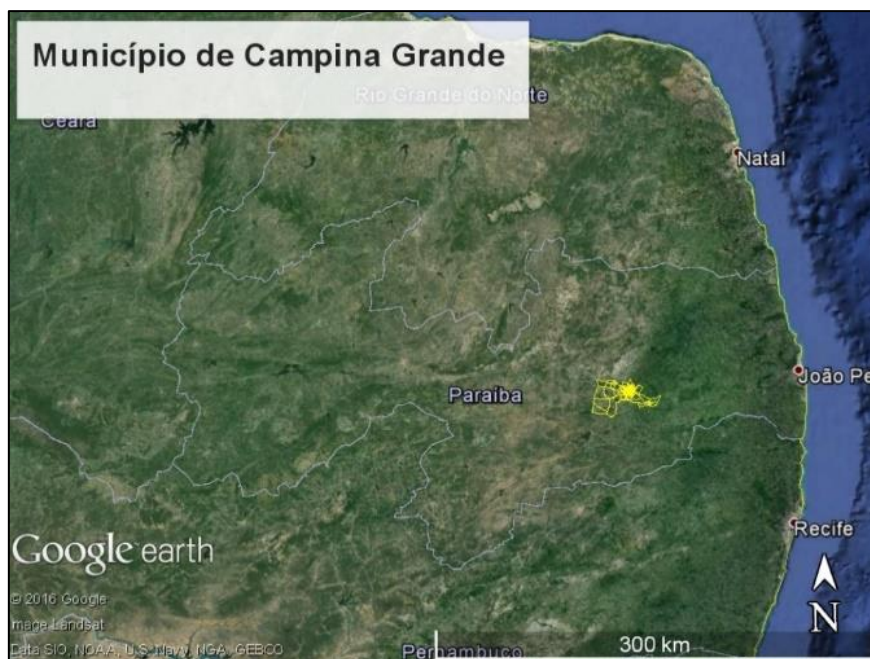 Município de Campina Grande
Rio Grande do Norte
Ceará
Natal
João Pe
Paraíba
Recife
Google earth
© 2016 Google
Image Landsat
Data SIO, NOAA, U.S. Navy, NGA, GEBCO
Pernambuco
300 km
N